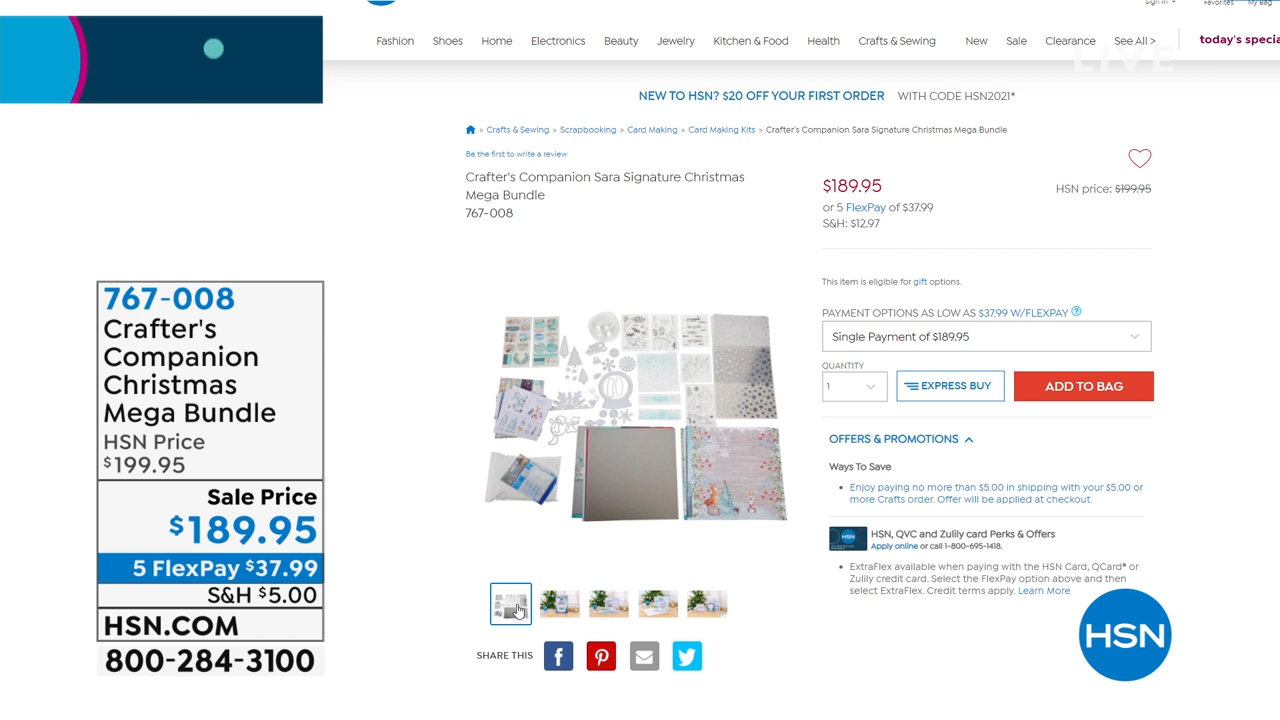 Sign In
Favorites
My Bag
Fashion Shoes Home Electronics Beauty Jewelry Kitchen & Food Health Crafts & Sewing New Sale Clearance See All > today's specia
LIVE
NEW TO HSN? $20 OFF YOUR FIRST ORDER WITH CODE HSN2021*
> Crafts & Sewing > Scrapbooking > Card Making > Card Making Kits > Crafter's Companion Sara Signature Christmas Mega Bundle
Be the first to write a review
Crafter's Companion Sara Signature Christmas
Mega Bundle
767-008
$189.95
HSN price: $199.95
or 5 FlexPay of $37.99
S&H: $12.97
This item is eligible for gift options.
PAYMENT OPTIONS AS LOW AS $37.99 W/FLEXPAY ?
Single Payment of $189.95
QUANTITY
1
EXPRESS BUY
ADD TO BAG
OFFERS & PROMOTIONS
Ways To Save
• Enjoy paying no more than $5.00 in shipping with your $5.00 or
more Crafts order. Offer will be applied at checkout.
HSN
HSN, QVC and Zulily card Perks & Offers
Apply online or call 1-800-695-1418.
• ExtraFlex available when paying with the HSN Card, QCard® or
Zulily credit card. Select the FlexPay option above and then
select ExtraFlex. Credit terms apply. Learn More
SHARE THIS
767-008
Crafter's
Companion
Christmas
Mega Bundle
HSN Price
$199.95
Sale Price
$189.95
5 FlexPay $37.99
S&H $5.00
HSN.COM
800-284-3100
HSN